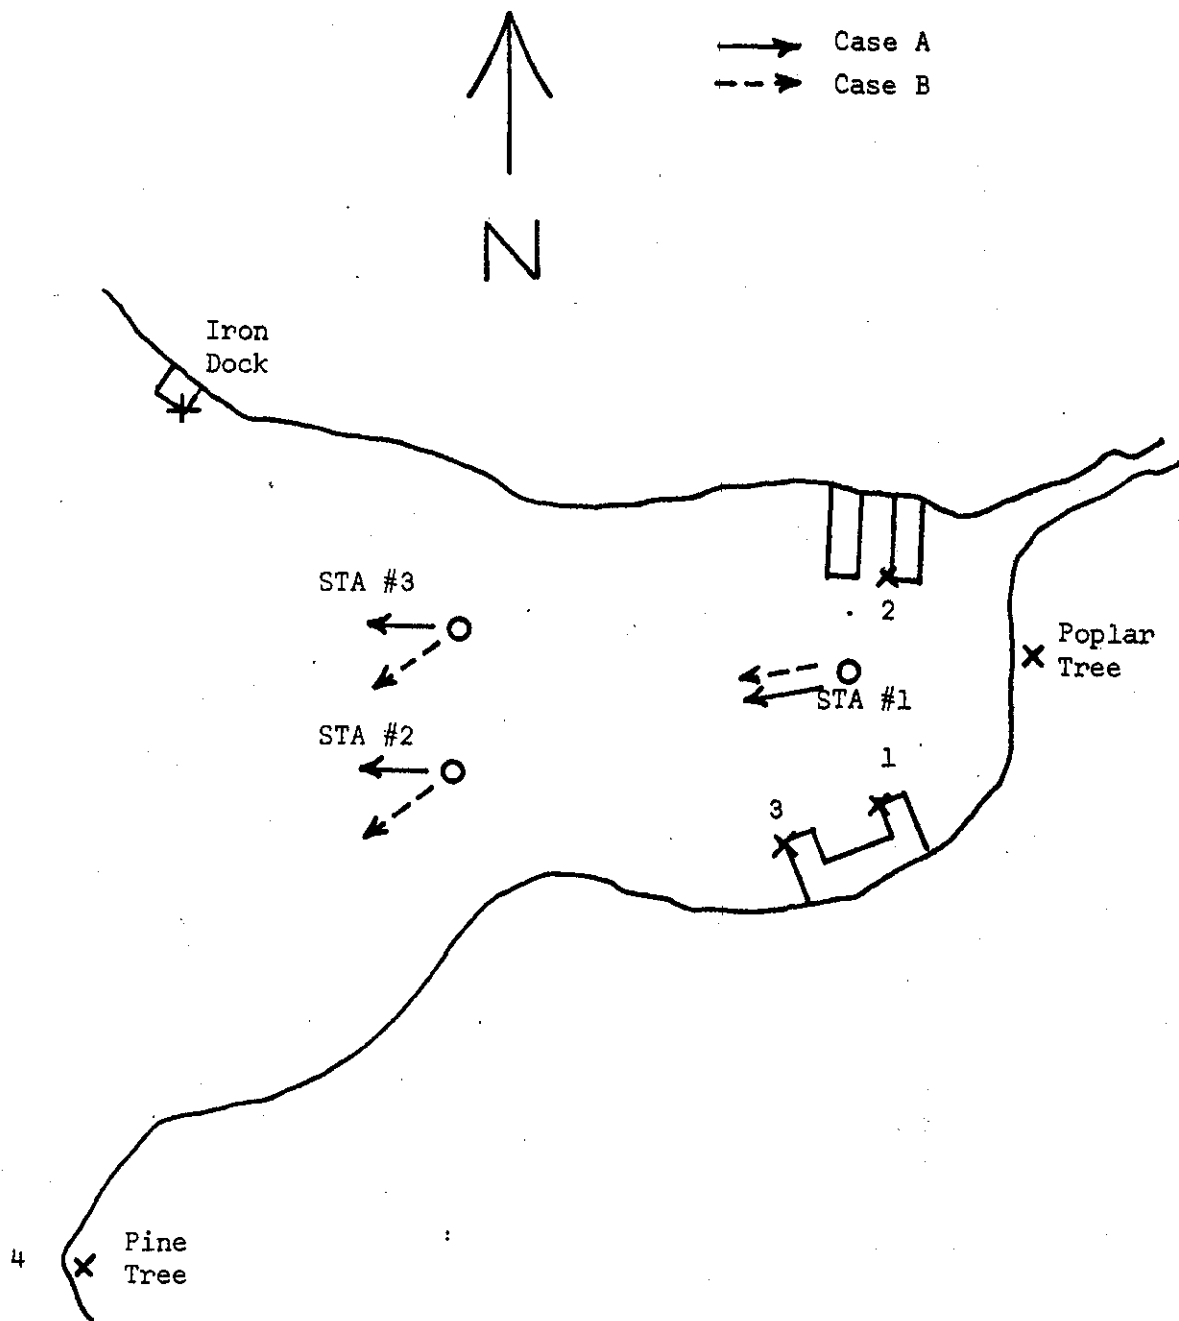 Case A
Case B
N
Iron
Dock
STA #3
2
Poplar
Tree
STA #1
STA #2
1
3
Pine
Tree
4